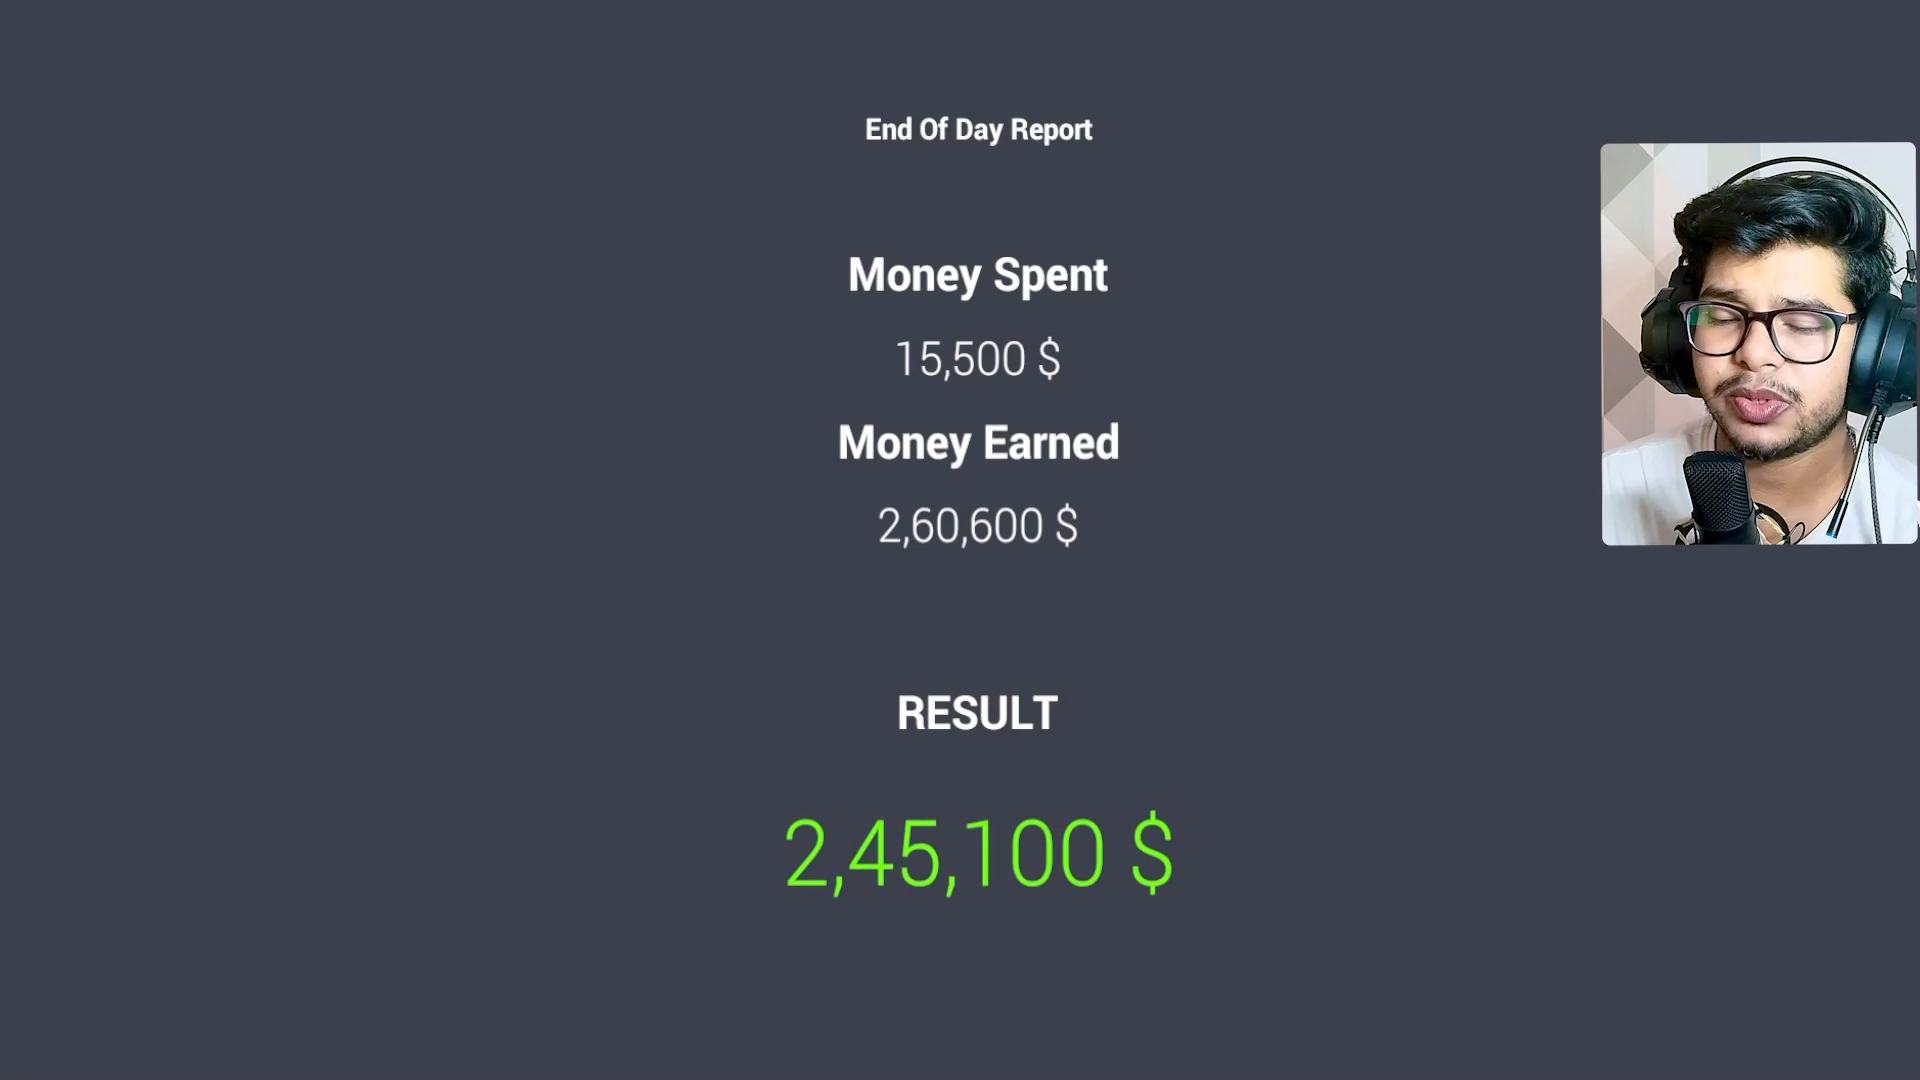 End Of Day Report
Money Spent
15,500 $
Money Earned
2,60,600 $
RESULT
2,45,100 $